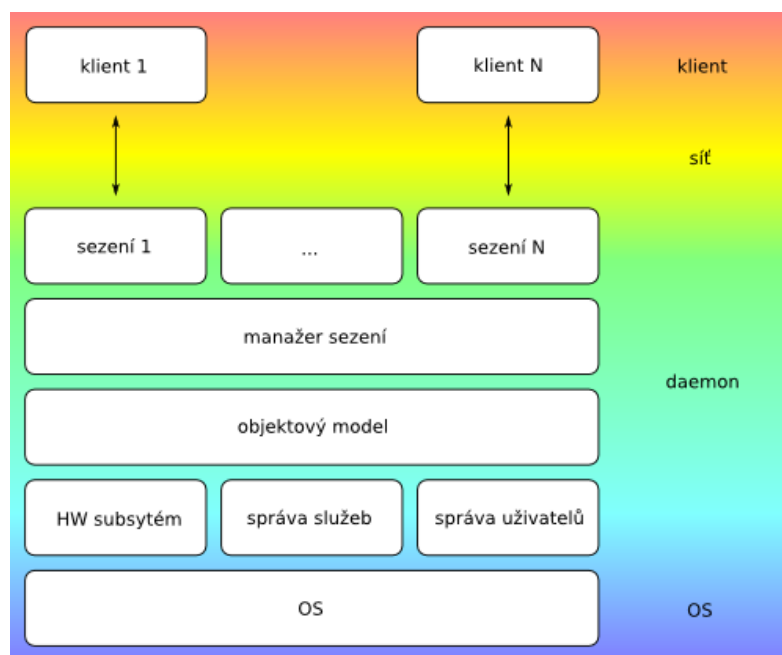 klient 1
klient N
klient
síť
sezení 1
...
sezení N
manažer sezení
daemon
objektový model
HW subsytém
správa služeb
správa uživatelů
OS
OS